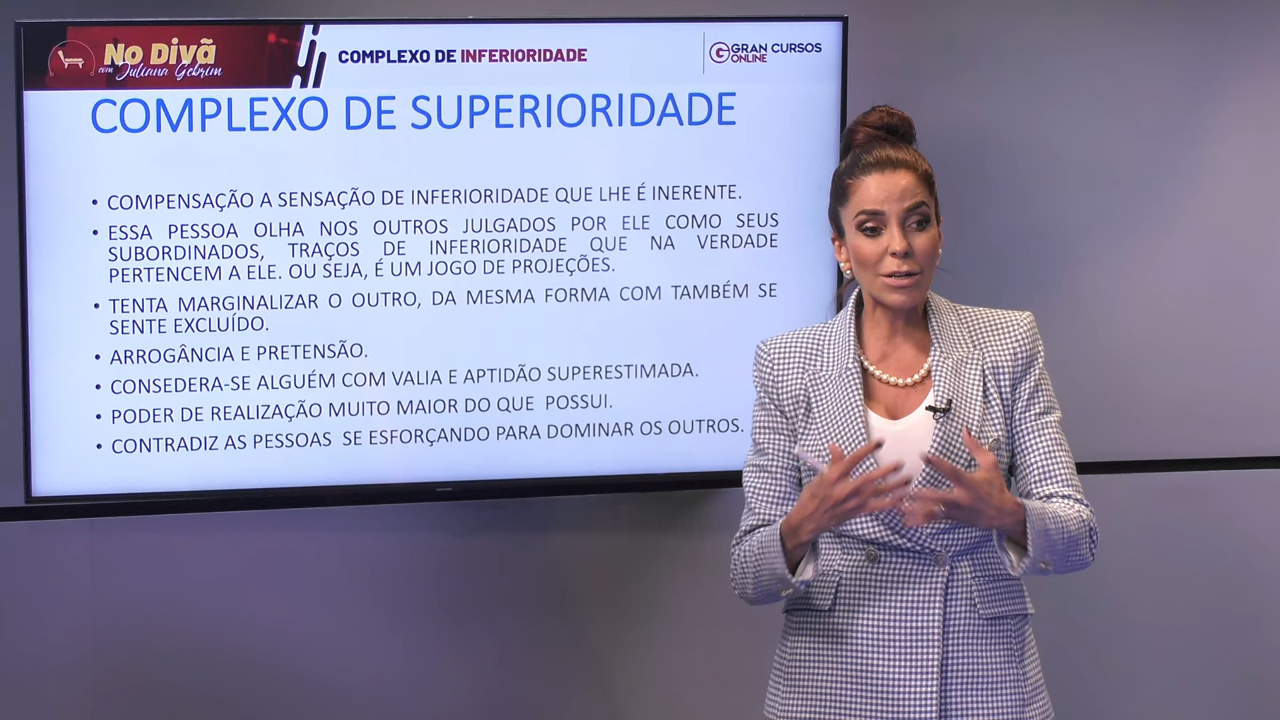 No Divã
com Juliana Gebrim
COMPLEXO DE INFERIORIDADE
GRAN CURSOS
ONLINE
COMPLEXO DE SUPERIORIDADE
• COMPENSAÇÃO A SENSAÇÃO DE INFERIORIDADE QUE LHE É INERENTE.
• ESSA PESSOA OLHA NOS OUTROS JULGADOS POR ELE COMO SEUS
SUBORDINADOS, TRAÇOS DE INFERIORIDADE QUE NA VERDADE
PERTENCEM A ELE. OU SEJA, É UM JOGO DE PROJEÇÕES.
• TENTA MARGINALIZAR O OUTRO, DA MESMA FORMA COM TAMBÉM SE
SENTE EXCLUÍDO.
• ARROGÂNCIA E PRETENSÃO.
• CONSEDERA-SE ALGUÉM COM VALIA E APTIDÃO SUPERESTIMADA.
• PODER DE REALIZAÇÃO MUITO MAIOR DO QUE POSSUI.
• CONTRADIZ AS PESSOAS SE ESFORÇANDO PARA DOMINAR OS OUTROS.